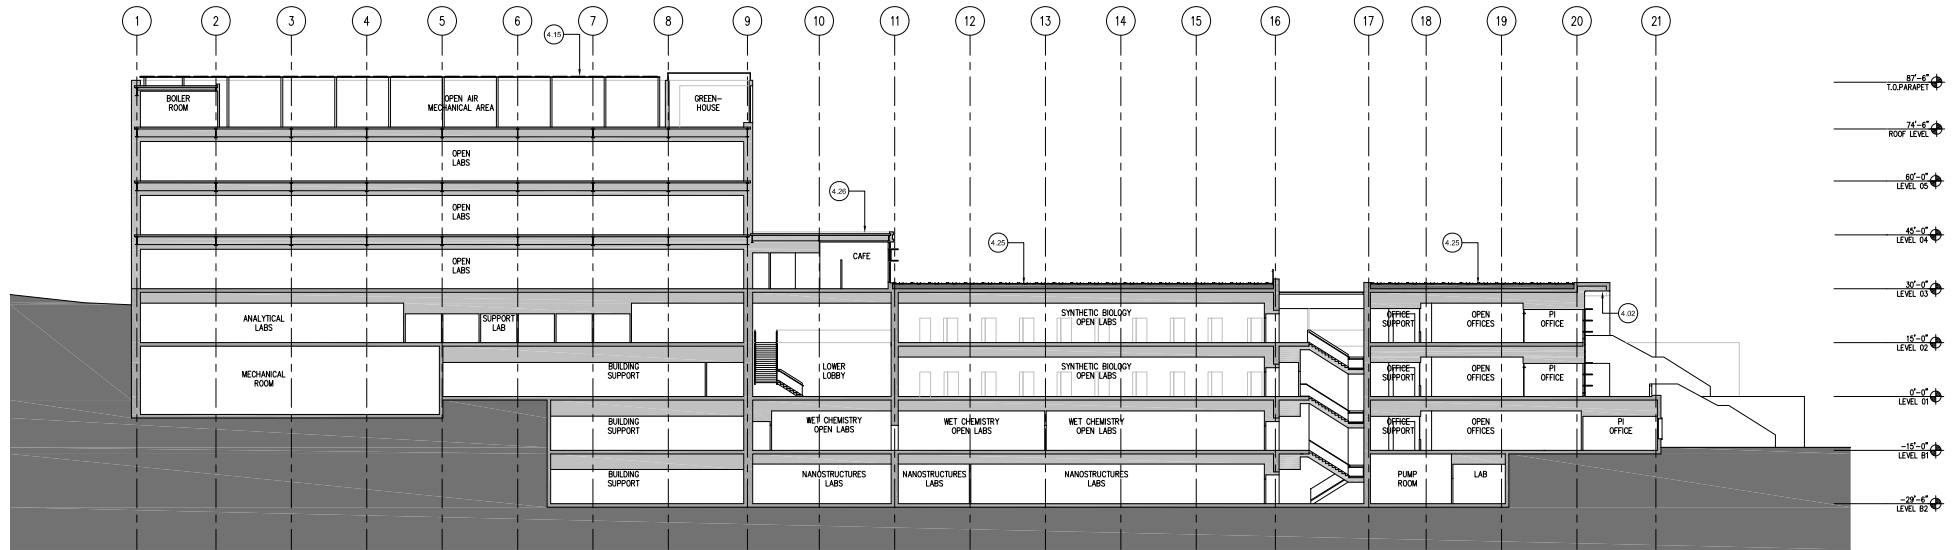 1 2 3 4 5 6 7 8 9 10 11 12 13 14 15 16 17 18 19 20 21
4.15
87'-6"
T.O.PARAPET
BOILER
ROOM
OPEN AIR
MECHANICAL AREA
GREEN-
HOUSE
74'-6"
ROOF LEVEL
OPEN
LABS
60'-0"
LEVEL 05
4.26
OPEN
LABS
45'-0"
LEVEL 04
4.25
4.25
OPEN
LABS
CAFE
30'-0"
LEVEL 03
ANALYTICAL
LABS
SUPPORT
LAB
SYNTHETIC BIOLOGY
OPEN LABS
OFFICE
SUPPORT
OPEN
OFFICES
PI
OFFICE
4.02
15'-0"
LEVEL 02
MECHANICAL
ROOM
BUILDING
SUPPORT
LOWER
LOBBY
SYNTHETIC BIOLOGY
OPEN LABS
OFFICE
SUPPORT
OPEN
OFFICES
PI
OFFICE
0'-0"
LEVEL 01
BUILDING
SUPPORT
WET CHEMISTRY
OPEN LABS
WET CHEMISTRY
OPEN LABS
WET CHEMISTRY
OPEN LABS
OFFICE
SUPPORT
OPEN
OFFICES
PI
OFFICE
-15'-0"
LEVEL B1
BUILDING
SUPPORT
NANOSTRUCTURES
LABS
NANOSTRUCTURES
LABS
NANOSTRUCTURES
LABS
PUMP
ROOM
LAB
-29'-6"
LEVEL B2